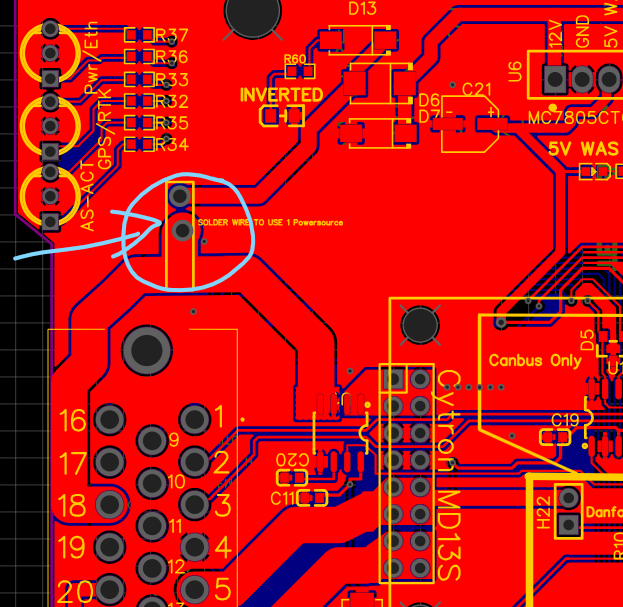 D13
Pwr/Eth
R37
R36
R33
R32
R35
R34
GPS/RTK
AS-ACT
R60
INVERTED
D6
D7
C21
U6
12V
GND
5V W
MC7805CT
5V WAS
SOLDER WIRE TO USE 1 Powersource
Canbus Only
D5
16
17
18
19
20
9
10
11
12
13
1
2
3
4
5
C20
C11
Cytron MD13S
C19
H22
Danfo
R10